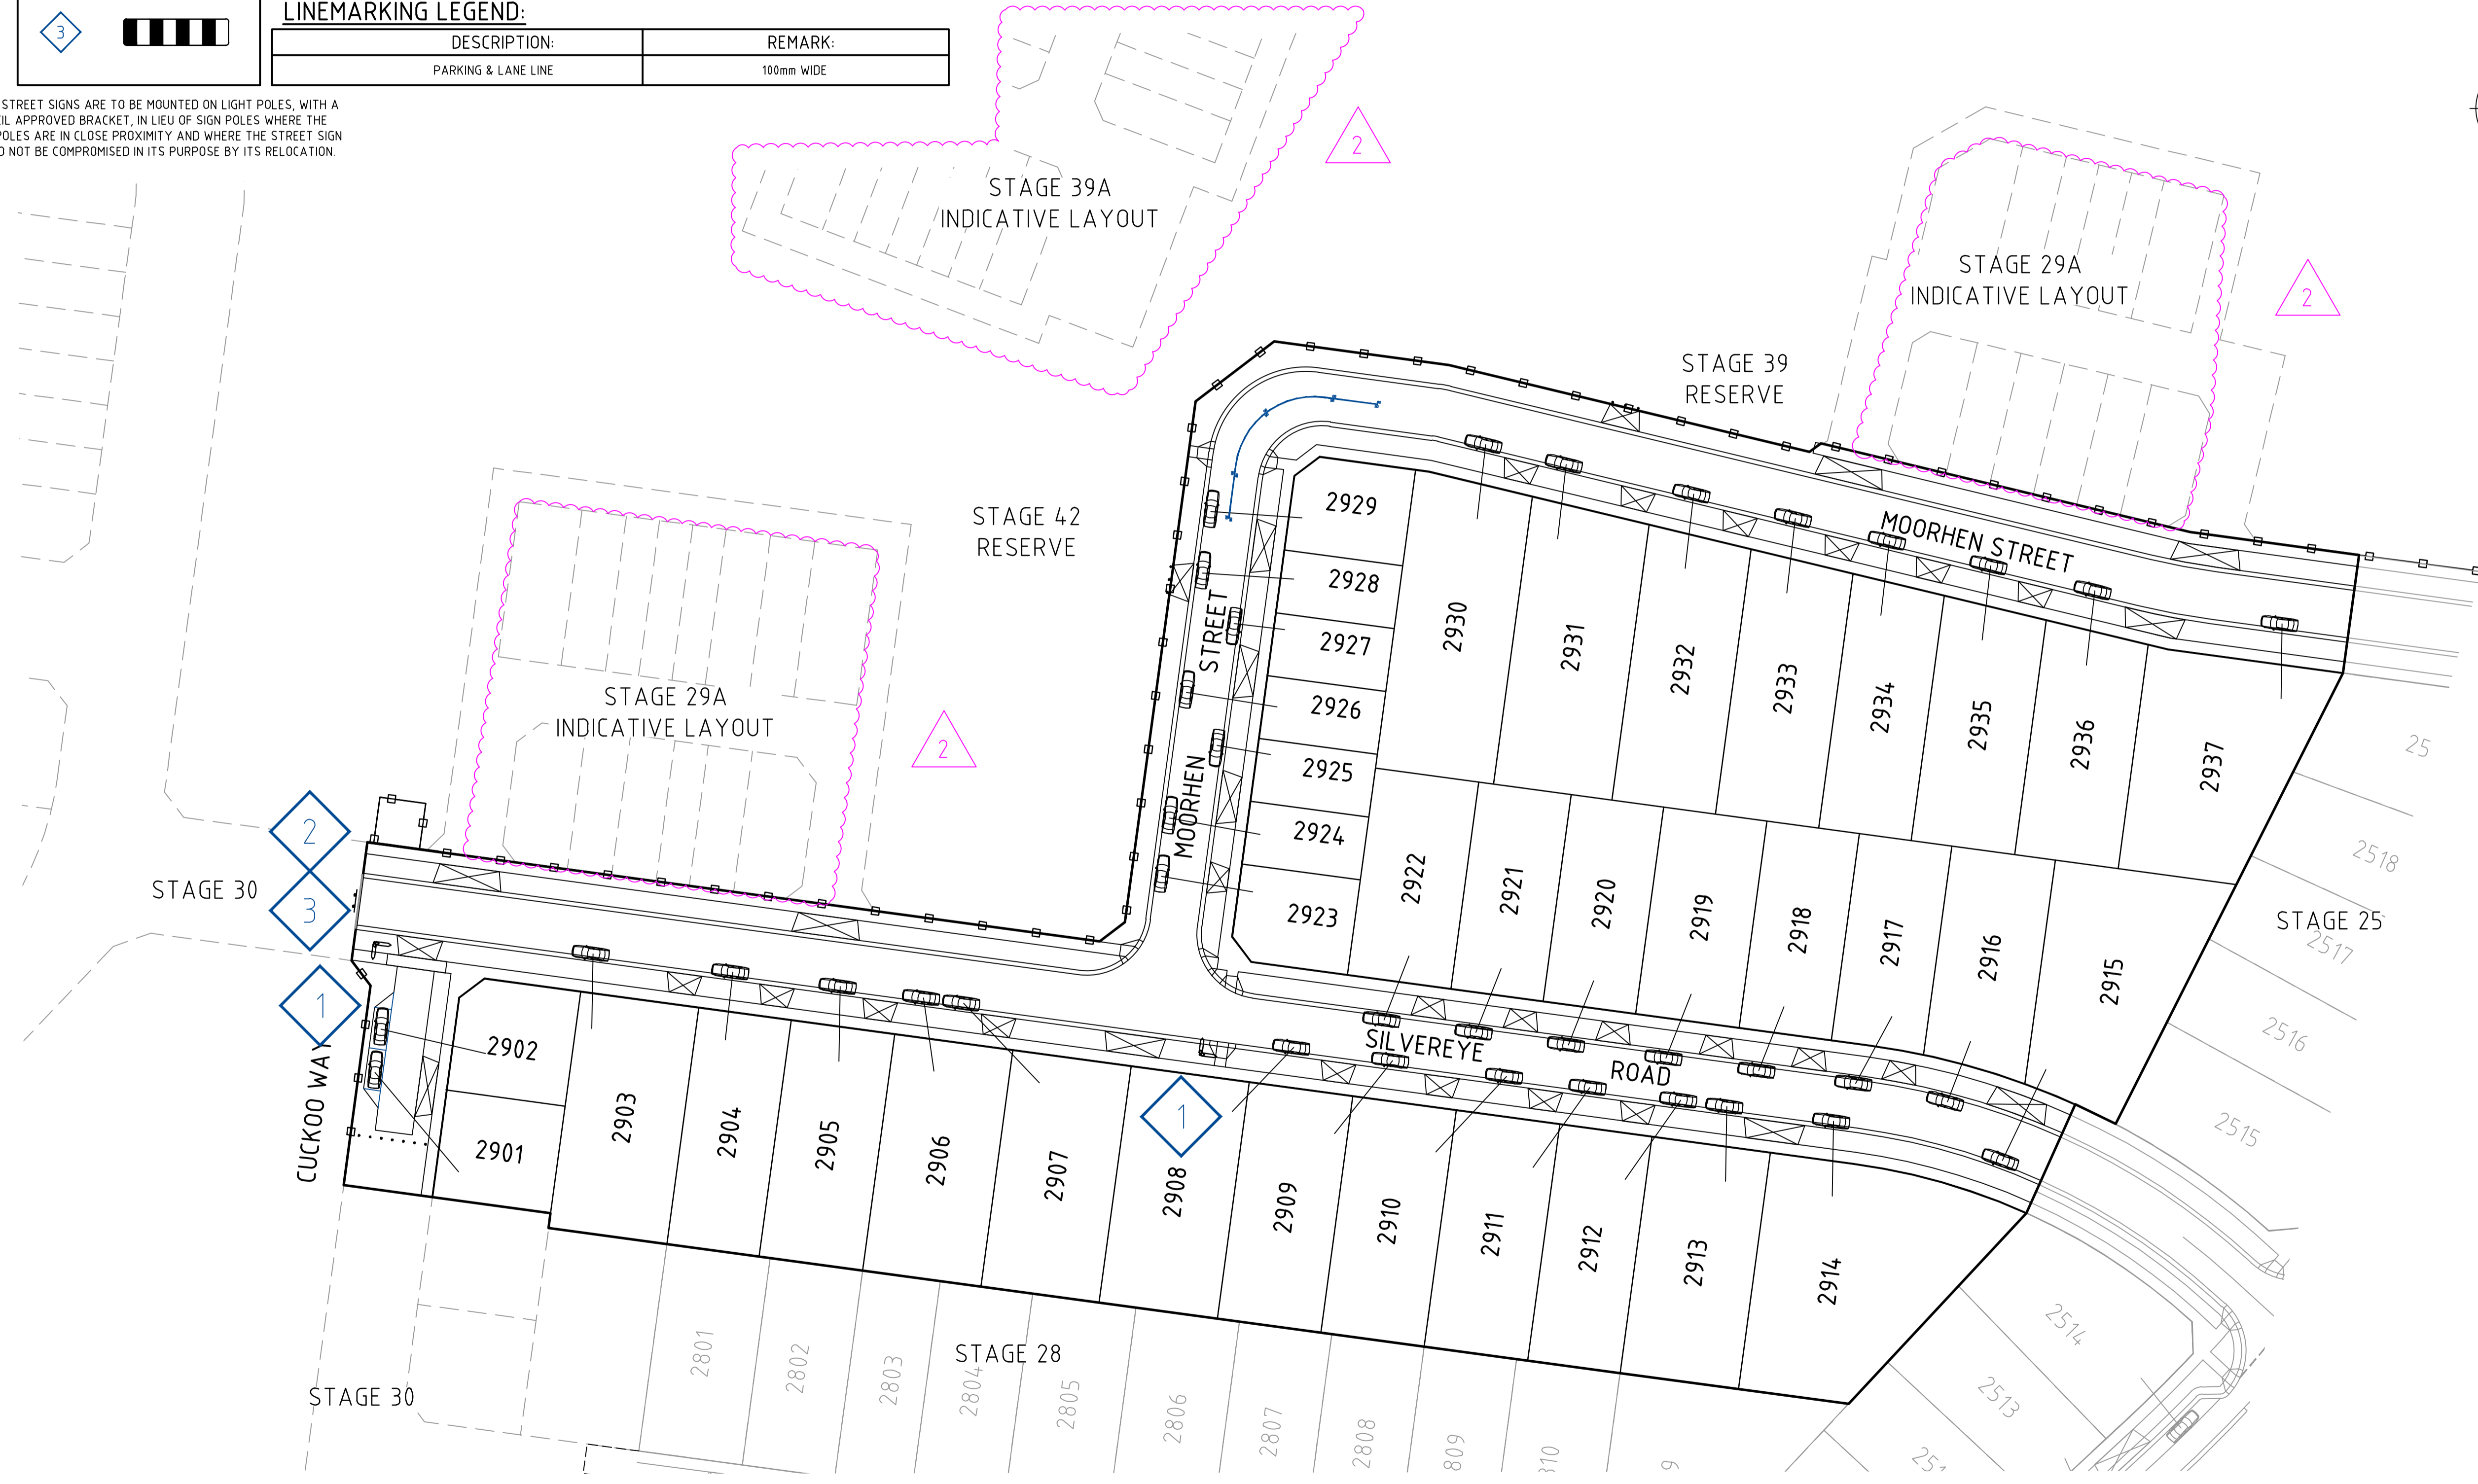 3
LINEMARKING LEGEND:
DESCRIPTION:
REMARK:
PARKING & LANE LINE
100mm WIDE
STREET SIGNS ARE TO BE MOUNTED ON LIGHT POLES, WITH A
APPROVED BRACKET, IN LIEU OF SIGN POLES WHERE THE
POLES ARE IN CLOSE PROXIMITY AND WHERE THE STREET SIGN
NOT BE COMPROMISED IN ITS PURPOSE BY ITS RELOCATION.
STAGE 39A
INDICATIVE LAYOUT
2
STAGE 29A
INDICATIVE LAYOUT
2
STAGE 39
RESERVE
STAGE 42
RESERVE
MOORHEN STREET
STAGE 29A
INDICATIVE LAYOUT
2
MOORHEN
STREET
2929
2928
2927
2926
2925
2924
2923
2930
2931
2932
2933
2934
2935
2936
2937
2922
2921
2920
2919
2918
2917
2916
2915
25
2518
STAGE 25
2517
2516
2515
2
3
1
STAGE 30
CUCKOO WAY
2902
2901
SILVEREYE
ROAD
1
2903
2904
2905
2906
2907
2908
2909
2910
2911
2912
2913
2914
STAGE 28
STAGE 30
2801
2802
2803
2804
2805
2806
2807
2808
809
310
9
2514
2513
251